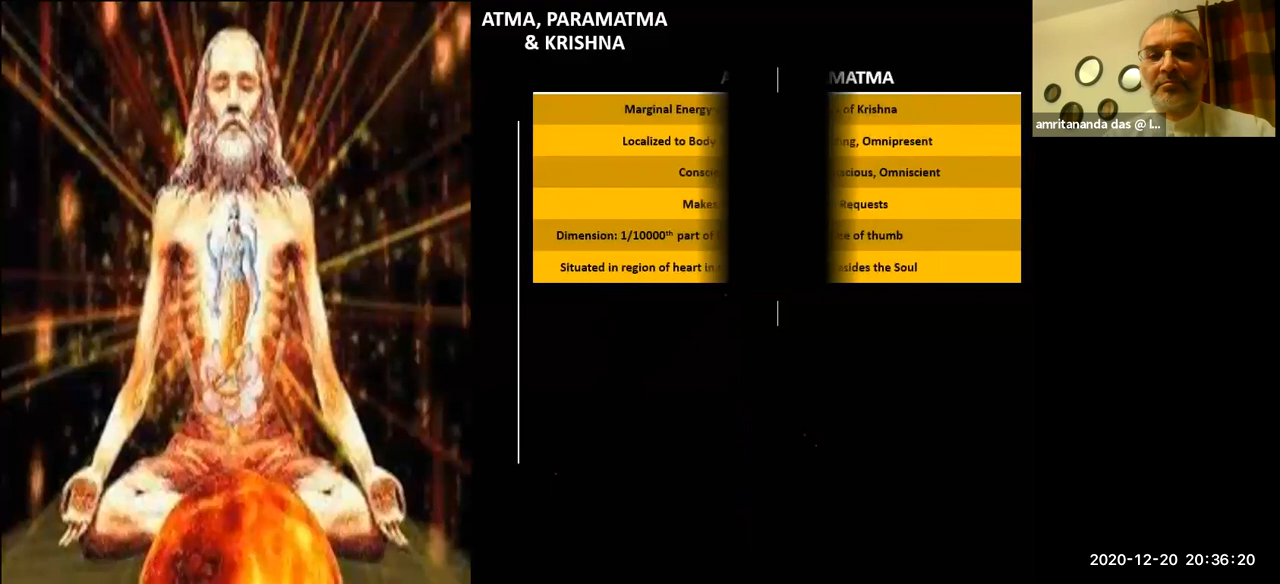 ATMA, PARAMATMA
& KRISHNA
MATMA
Marginal Energy of Krishna
Localized to Body Omnipresent
Omniscient
Makes Requests
Dimension: 1/10000th part of of thumb
Situated in region of heart in the Soul
amritananda das @ l...
2020-12-20 20:36:20